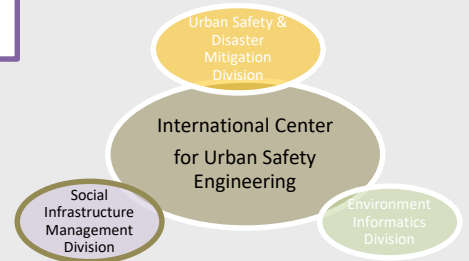 Urban Safety &
Disaster
Mitigation
Division
International Center
for Urban Safety
Engineering
Social
Infrastructure
Management
Division
Environment
Informatics
Division